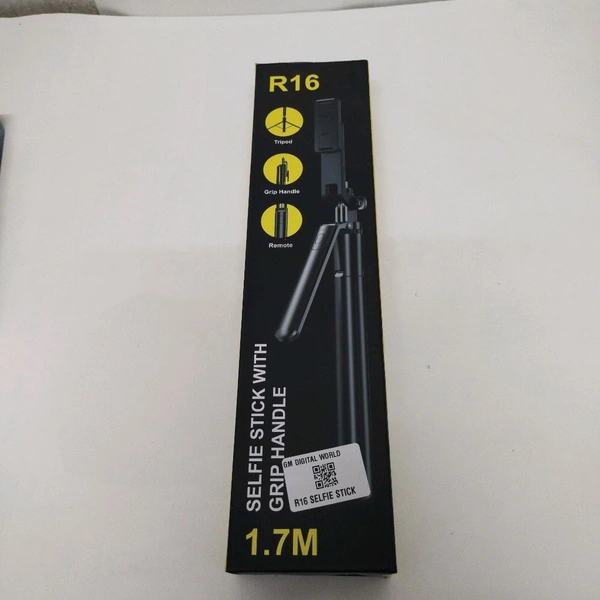 R16
Tripod
Grip Handle
Remote
SELFIE STICK WITH
GRIP HANDLE
GM DIGITAL WORLD
R16 SELFIE STICK
1.7M